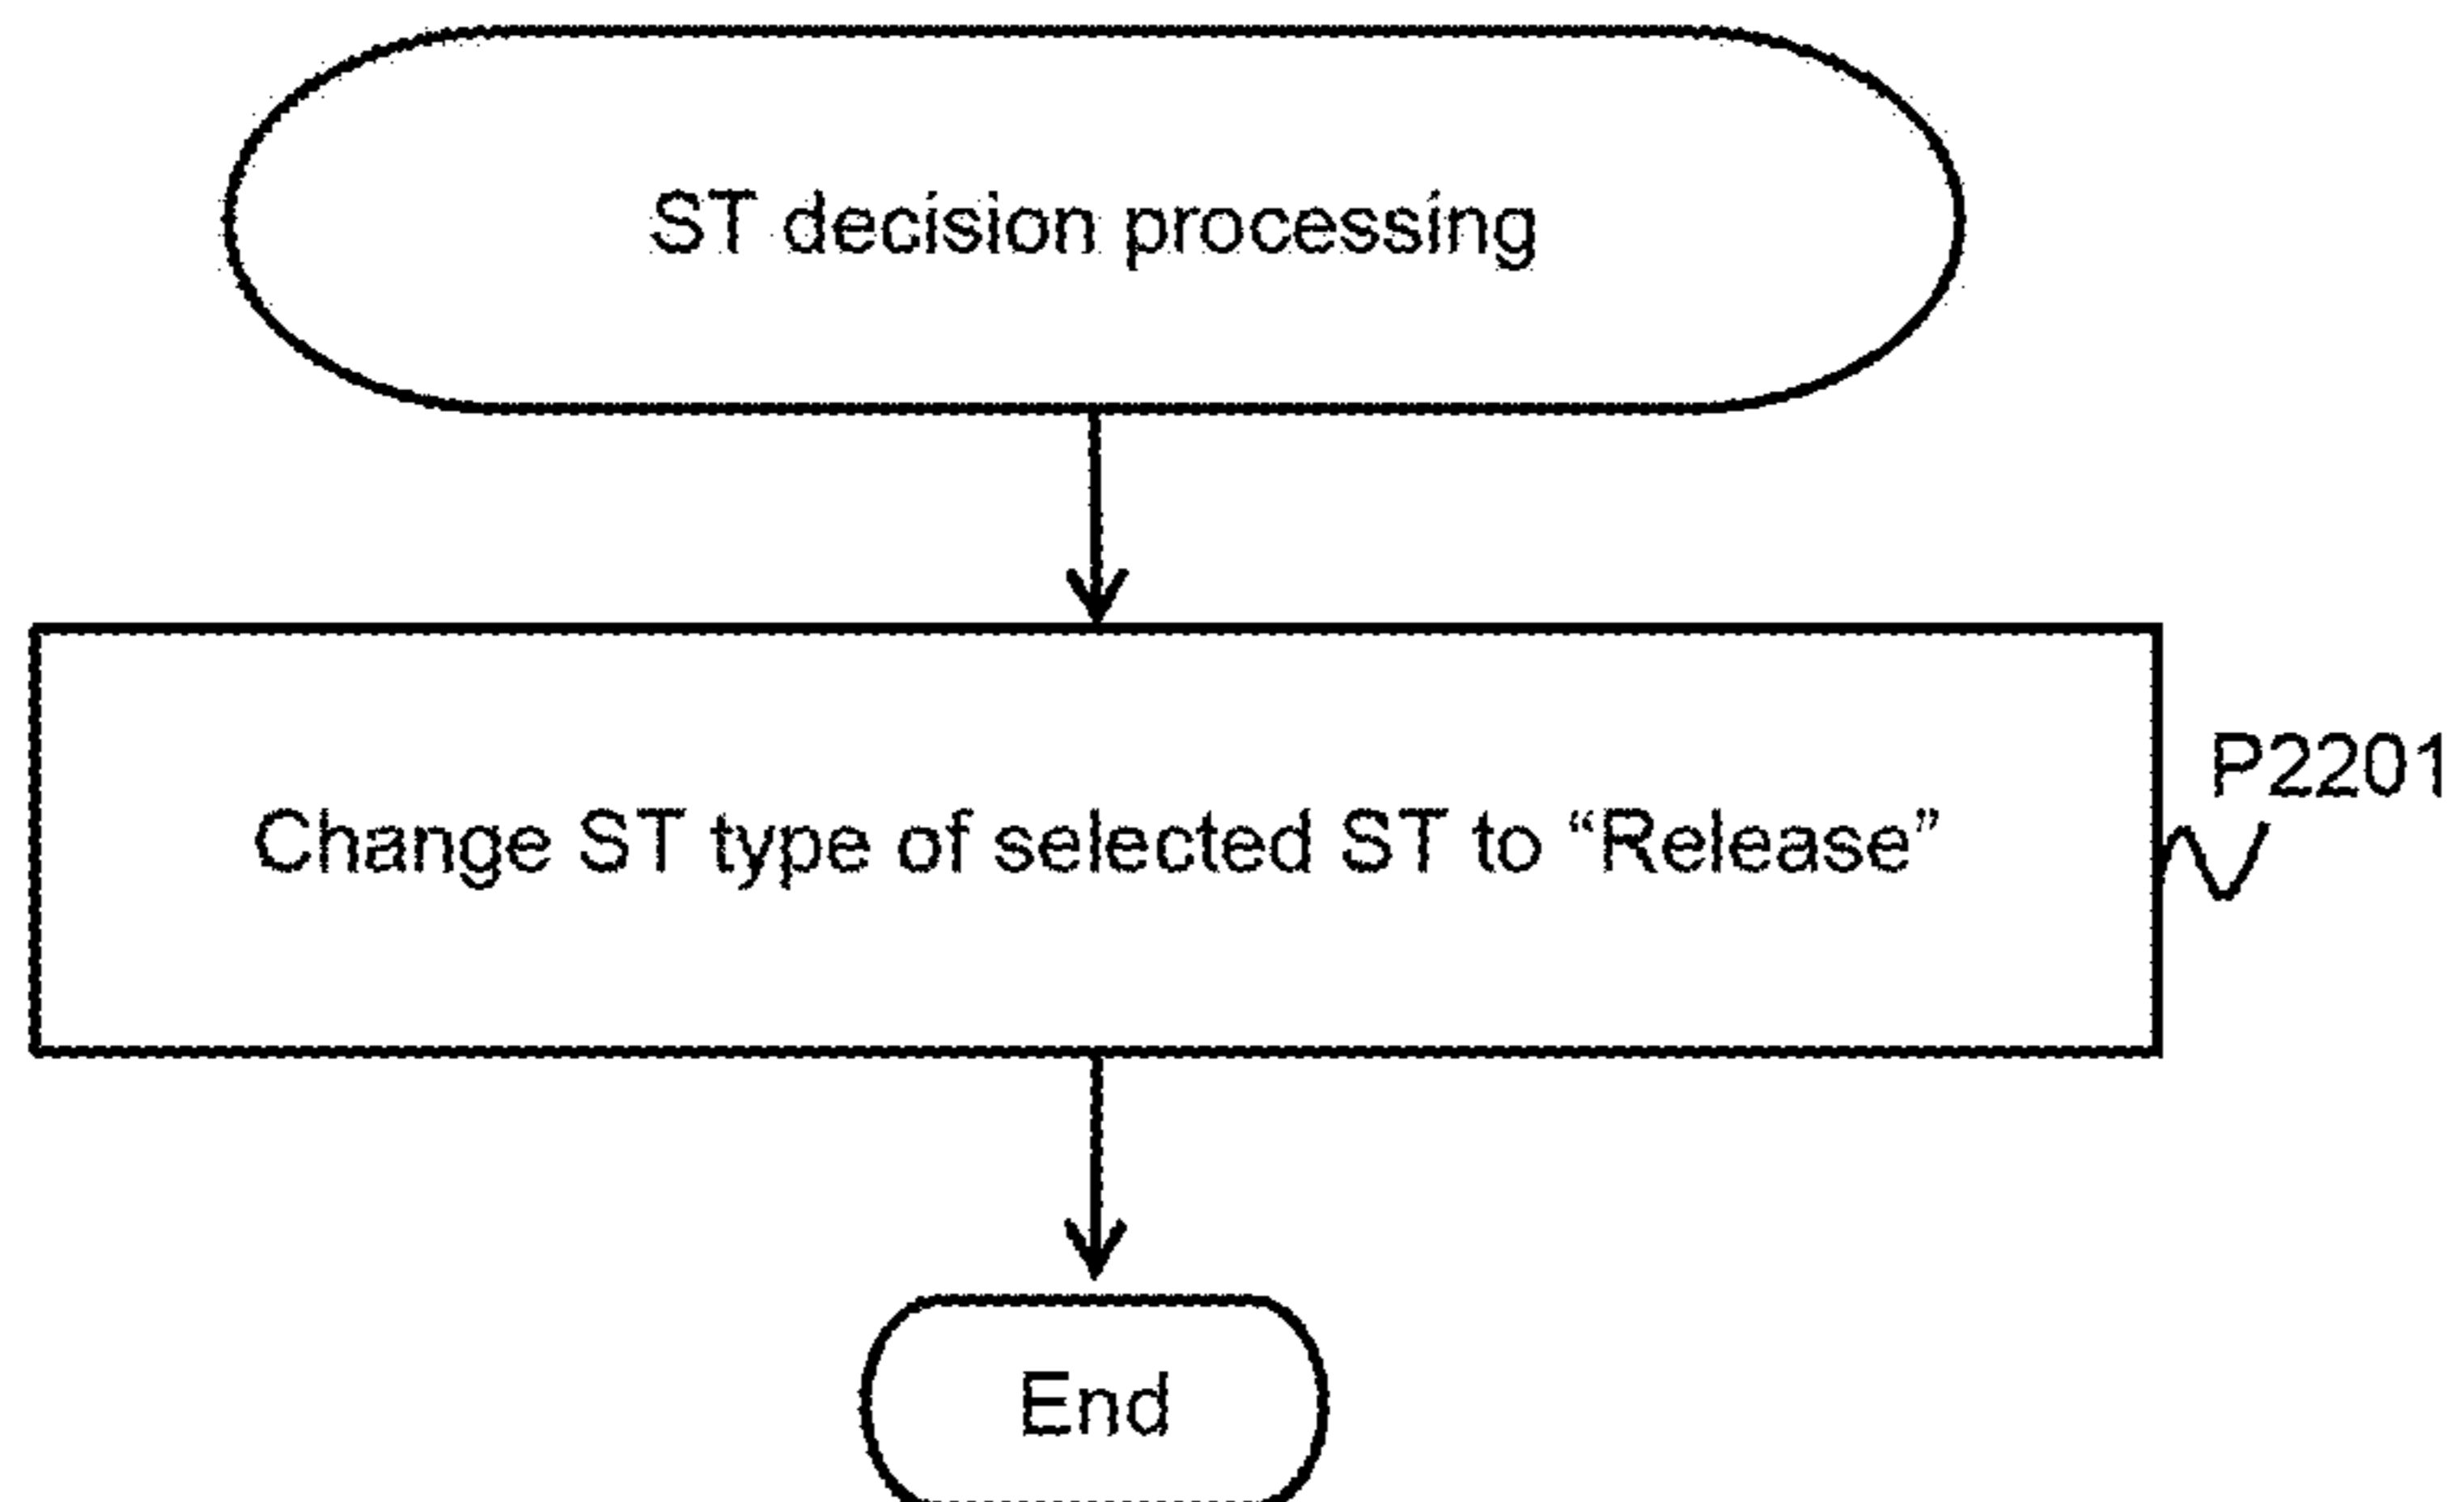 ST decision processing
P2201
Change ST type of selected ST to “Release”
End